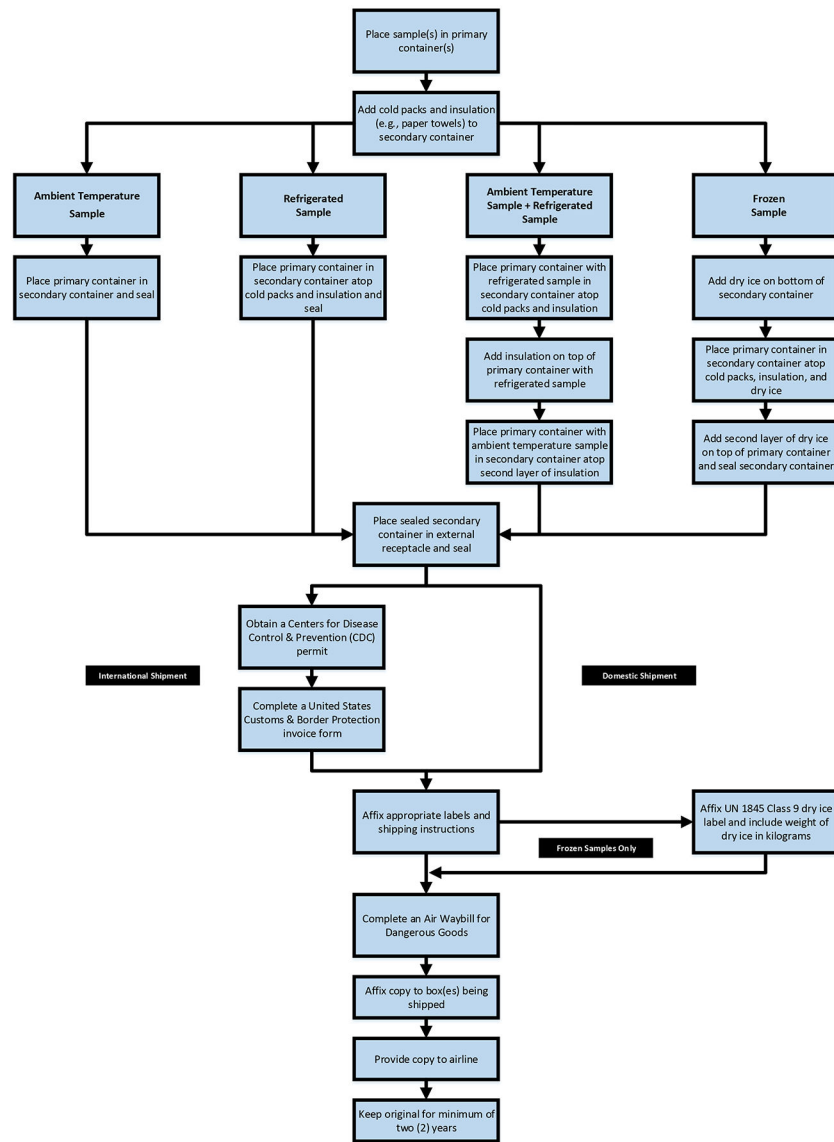 Place sample(s) in primary
container(s)
Add cold packs and insulation
(e.g., paper towels) to
secondary container
Ambient Temperature
Sample
Refrigerated
Sample
Ambient Temperature
Sample + Refrigerated
Sample
Frozen
Sample
Place primary container in
secondary container and seal
Place primary container in
secondary container atop
cold packs and insulation and
seal
Place primary container with
refrigerated sample in
secondary container atop
cold packs and insulation
Add dry ice on bottom of
secondary container
Add insulation on top of
primary container with
refrigerated sample
Place primary container in
secondary container atop
cold packs, insulation, and
dry ice
Place primary container with
ambient temperature sample
in secondary container atop
second layer of insulation
Add second layer of dry ice
on top of primary container
and seal secondary container
Place sealed secondary
container in external
receptacle and seal
Obtain a Centers for Disease
Control & Prevention (CDC)
permit
International Shipment
Domestic Shipment
Complete a United States
Customs & Border Protection
invoice form
Affix appropriate labels and
shipping instructions
Affix UN 1845 Class 9 dry ice
label and include weight of
dry ice in kilograms
Frozen Samples Only
Complete an Air Waybill for
Dangerous Goods
Affix copy to box(es) being
shipped
Provide copy to airline
Keep original for minimum of
two (2) years